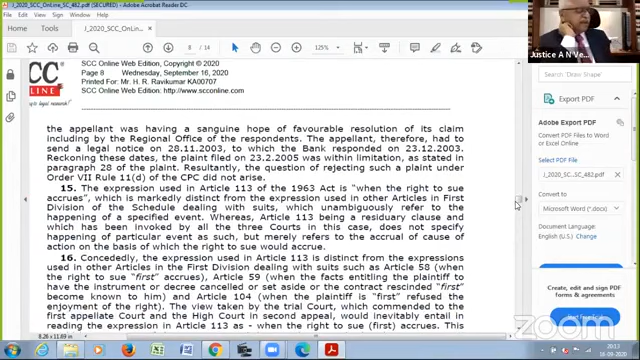 J_2020_SCC_OnLine_SC_482.pdf (SECURED) - Adobe Acrobat Reader DC
File Edit View Sign Window Help
Home Tools J_2020_SCC_OnLine_... ×
8 / 14 125%
Justice A N Ve...
SCC Online Web Edition, Copyright © 2020
Page 8 Wednesday, September 16, 2020
Printed For: Mr. H. R. Ravikumar KA00707
SCC Online Web Edition: http://www.scconline.com
CC
LINE
the appellant was having a sanguine hope of favourable resolution of its claim
including by the Regional Office of the respondents. The appellant, therefore, had to
send a legal notice on 28.11.2003, to which the Bank responded on 23.12.2003.
Reckoning these dates, the plaint filed on 23.2.2005 was within limitation, as stated in
paragraph 28 of the plaint. Resultantly, the question of rejecting such a plaint under
Order VII Rule 11(d) of the CPC did not arise.
15. The expression used in Article 113 of the 1963 Act is "when the right to sue
accrues", which is markedly distinct from the expression used in other Articles in First
Division of the Schedule dealing with suits, which unambiguously refer to the
happening of a specified event. Whereas, Article 113 being a residuary clause and
which has been invoked by all the three Courts in this case, does not specify
happening of particular event as such, but merely refers to the accrual of cause of
action on the basis of which the right to sue would accrue.
16. Concededly, the expression used in Article 113 is distinct from the expressions
used in other Articles in the First Division dealing with suits such as Article 58 (when
the right to sue "first" accrues), Article 59 (when the facts entitling the plaintiff to
have the instrument or decree cancelled or set aside or the contract rescinded "first"
become known to him) and Article 104 (when the plaintiff is "first" refused the
enjoyment of the right). The view taken by the trial Court, which commended to the
first appellate Court and the High Court in second appeal, would inevitably entail in
reading the expression in Article 113 as - when the right to sue (first) accrues. This
8.26 x 11.69 in
Search 'Draw Shape'
Export PDF
Adobe Export PDF
Convert PDF Files to Word or Excel Online
Select PDF File
J_2020_SC...SC_482.pdf ×
Convert to
Microsoft Word (*.docx)
Document Language:
English (U.S.) Change
Create, edit and sign PDF forms & agreements
zoom
20:13
16-09-2020